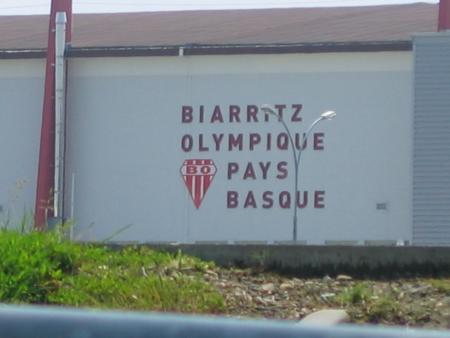 BIARRITZ
OLYMPIQUE
BO PAYS
BASQUE